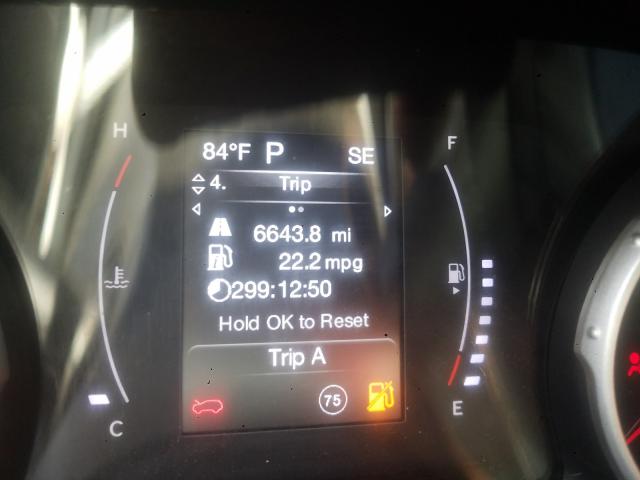 84°F P SE
4. Trip
6643.8 mi
22.2 mpg
299:12:50
Hold OK to Reset
Trip A
75
H
C
F
E